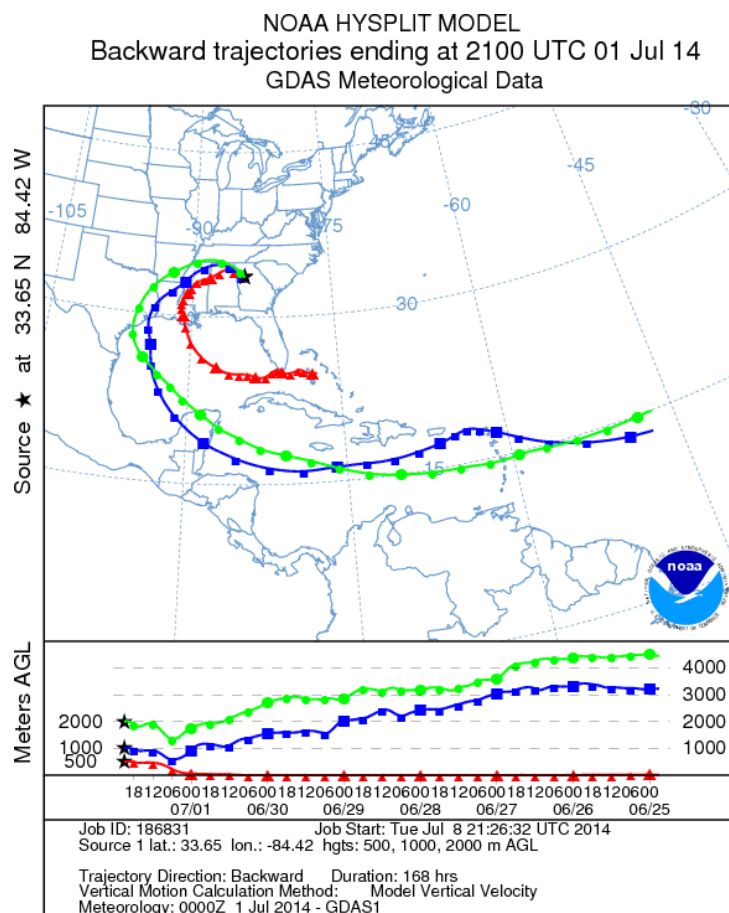 NOAA HYSPLIT MODEL
Backward trajectories ending at 2100 UTC 01 Jul 14
GDAS Meteorological Data
Source ★ at 33.65 N 84.42 W
-30
-45
-60
-75
-90
-105
30
15
noaa
Meters AGL
2000
1000
500
4000
3000
2000
1000
18 12 06 00 18 12 06 00 18 12 06 00 18 12 06 00 18 12 06 00 18 12 06 00 18 12 06 00
07/01 06/30 06/29 06/28 06/27 06/26 06/25
Job ID: 186831 Job Start: Tue Jul 8 21:26:32 UTC 2014
Source 1 lat.: 33.65 lon.: -84.42 hgts: 500, 1000, 2000 m AGL
Trajectory Direction: Backward Duration: 168 hrs
Vertical Motion Calculation Method: Model Vertical Velocity
Meteorology: 0000Z 1 Jul 2014 - GDAS1